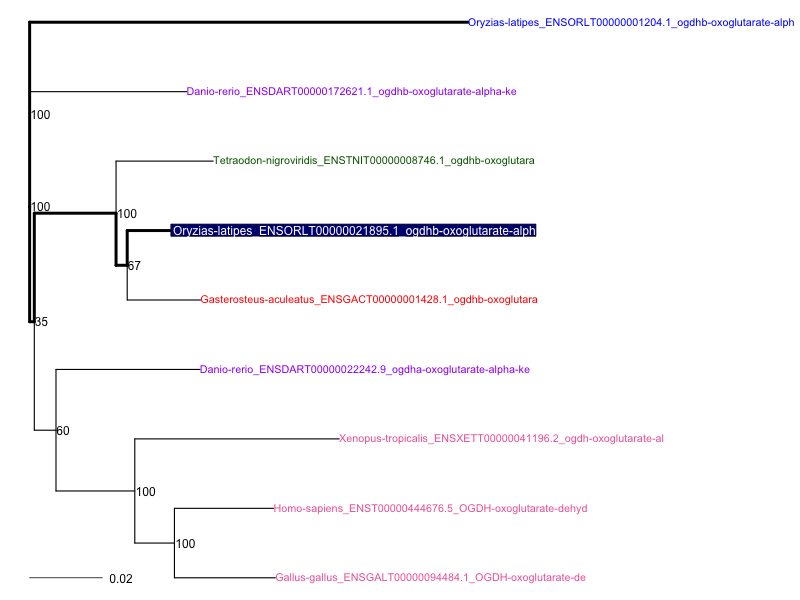 Oryzias-latipes_ENSORLT00000001204.1_ogdhb-oxoglutarate-alph
Danio-rerio_ENSDART00000172621.1_ogdhb-oxoglutarate-alpha-ke
100
Tetraodon-nigroviridis_ENSTNIT00000008746.1_ogdhb-oxoglutara
100
100
Oryzias-latipes_ENSORLT00000021895.1_ogdhb-oxoglutarate-alph
67
Gasterosteus-aculeatus_ENSGACT00000001428.1_ogdhb-oxoglutara
35
Danio-rerio_ENSDART00000022242.9_ogdha-oxoglutarate-alpha-ke
60
Xenopus-tropicalis_ENSXETT00000041196.2_ogdh-oxoglutarate-al
100
Homo-sapiens_ENST00000444676.5_OGDH-oxoglutarate-dehyd
100
Gallus-gallus_ENSGALT00000094484.1_OGDH-oxoglutarate-de
0.02